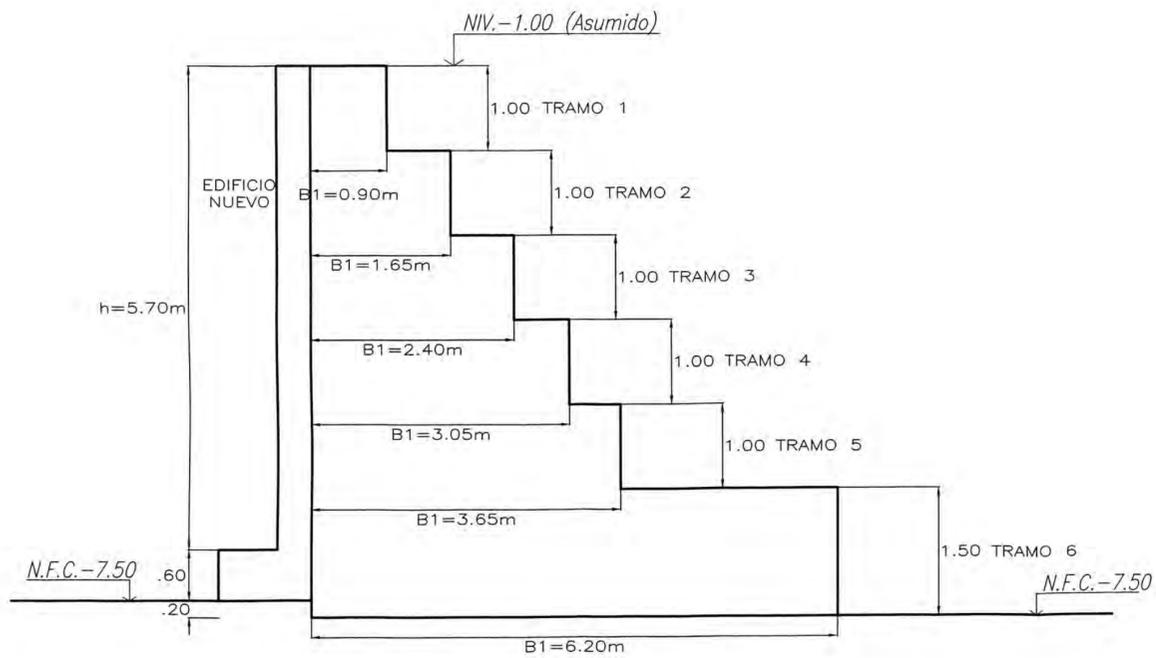 NIV.-1.00 (Asumido)
1.00 TRAMO 1
EDIFICIO
NUEVO
B1=0.90m
1.00 TRAMO 2
B1=1.65m
1.00 TRAMO 3
h=5.70m
B1=2.40m
1.00 TRAMO 4
B1=3.05m
1.00 TRAMO 5
B1=3.65m
1.50 TRAMO 6
N.F.C.-7.50
.60
N.F.C.-7.50
.20
B1=6.20m